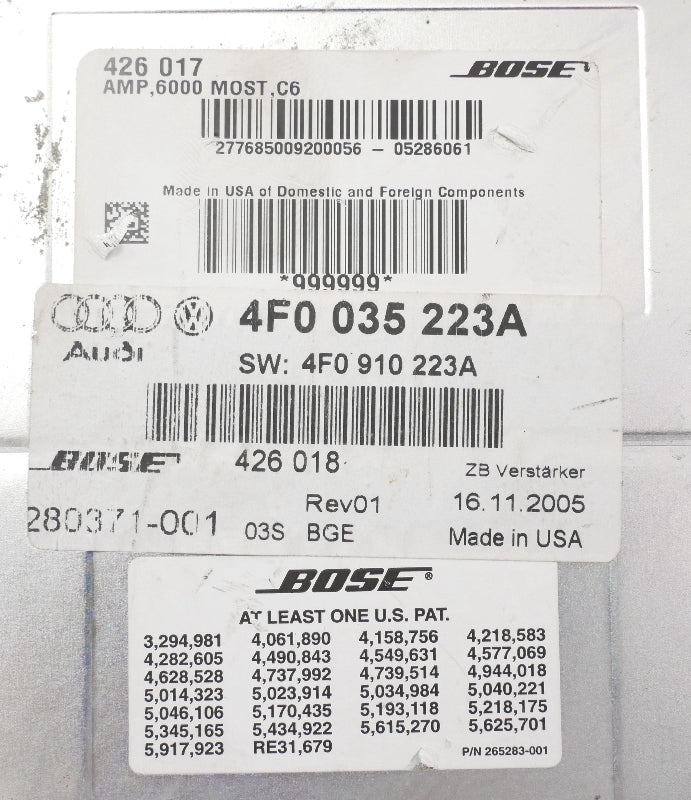 426 017 BOSE
AMP,6000 MOST,C6
277685009200056 – 05286061
Made in USA of Domestic and Foreign Components
*999999*
4F0 035 223A
Audi
SW: 4F0 910 223A
BOSE 426 018 ZB Verstärker
Rev01 16.11.2005
280371-001 03S BGE Made in USA
BOSE®
AT LEAST ONE U.S. PAT.
3,294,981 4,061,890 4,158,756 4,218,583
4,282,605 4,490,843 4,549,631 4,577,069
4,628,528 4,737,992 4,739,514 4,944,018
5,014,323 5,023,914 5,034,984 5,040,221
5,046,106 5,170,435 5,193,118 5,218,175
5,345,165 5,434,922 5,615,270 5,625,701
5,917,923 RE31,679 P/N 265283-001